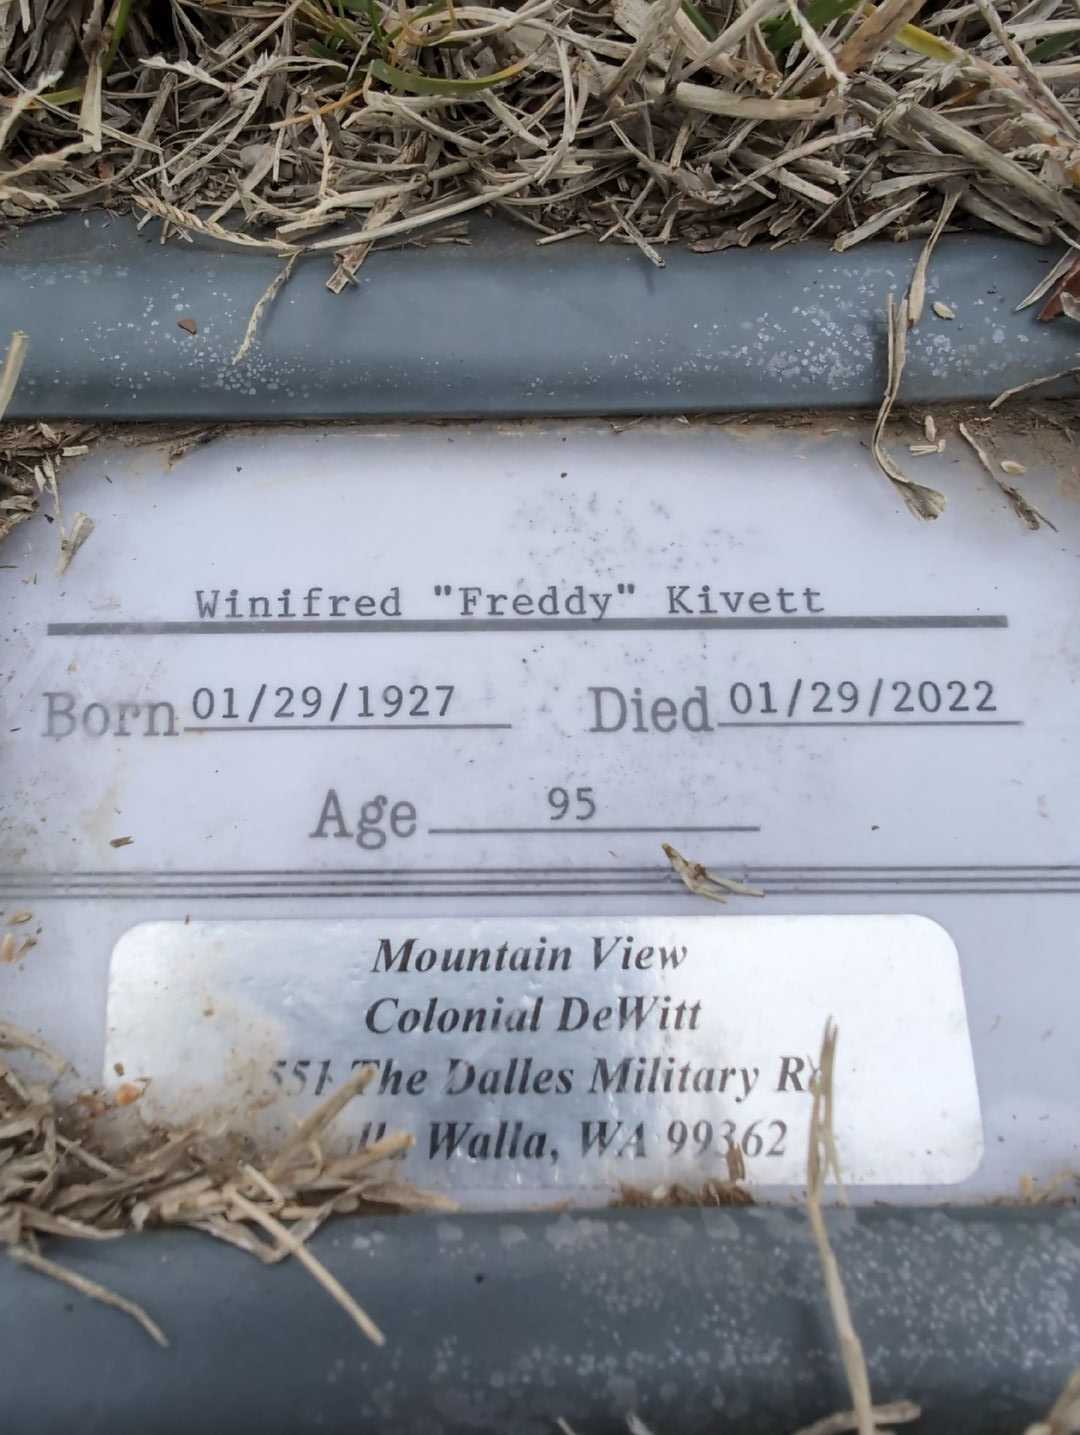 Winifred "Freddy" Kivett
Born 01/29/1927 Died 01/29/2022
Age 95
Mountain View
Colonial DeWitt
The Dalles Military
Walla, WA 99362